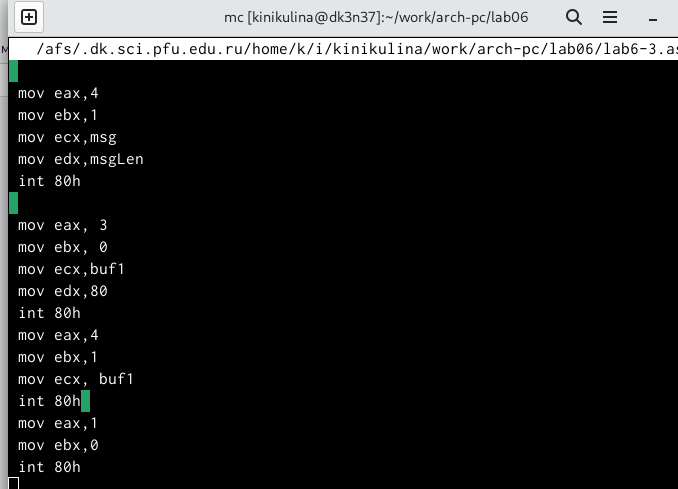 mc [kinikulina@dk3n37]:~/work/arch-pc/lab06
/afs/.dk.sci.pfu.edu.ru/home/k/i/kinikulina/work/arch-pc/lab06/lab6-3.as
mov eax,4
mov ebx,1
mov ecx,msg
mov edx,msgLen
int 80h
mov eax, 3
mov ebx, 0
mov ecx,buf1
mov edx,80
int 80h
mov eax,4
mov ebx,1
mov ecx, buf1
int 80h
mov eax,1
mov ebx,0
int 80h